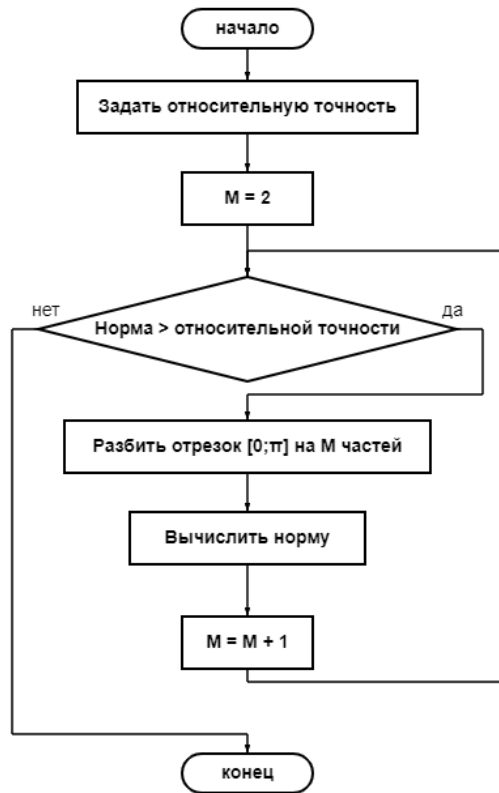 начало
Задать относительную точность
M = 2
нет
да
Норма > относительной точности
Разбить отрезок [0;π] на M частей
Вычислить норму
M = M + 1
конец